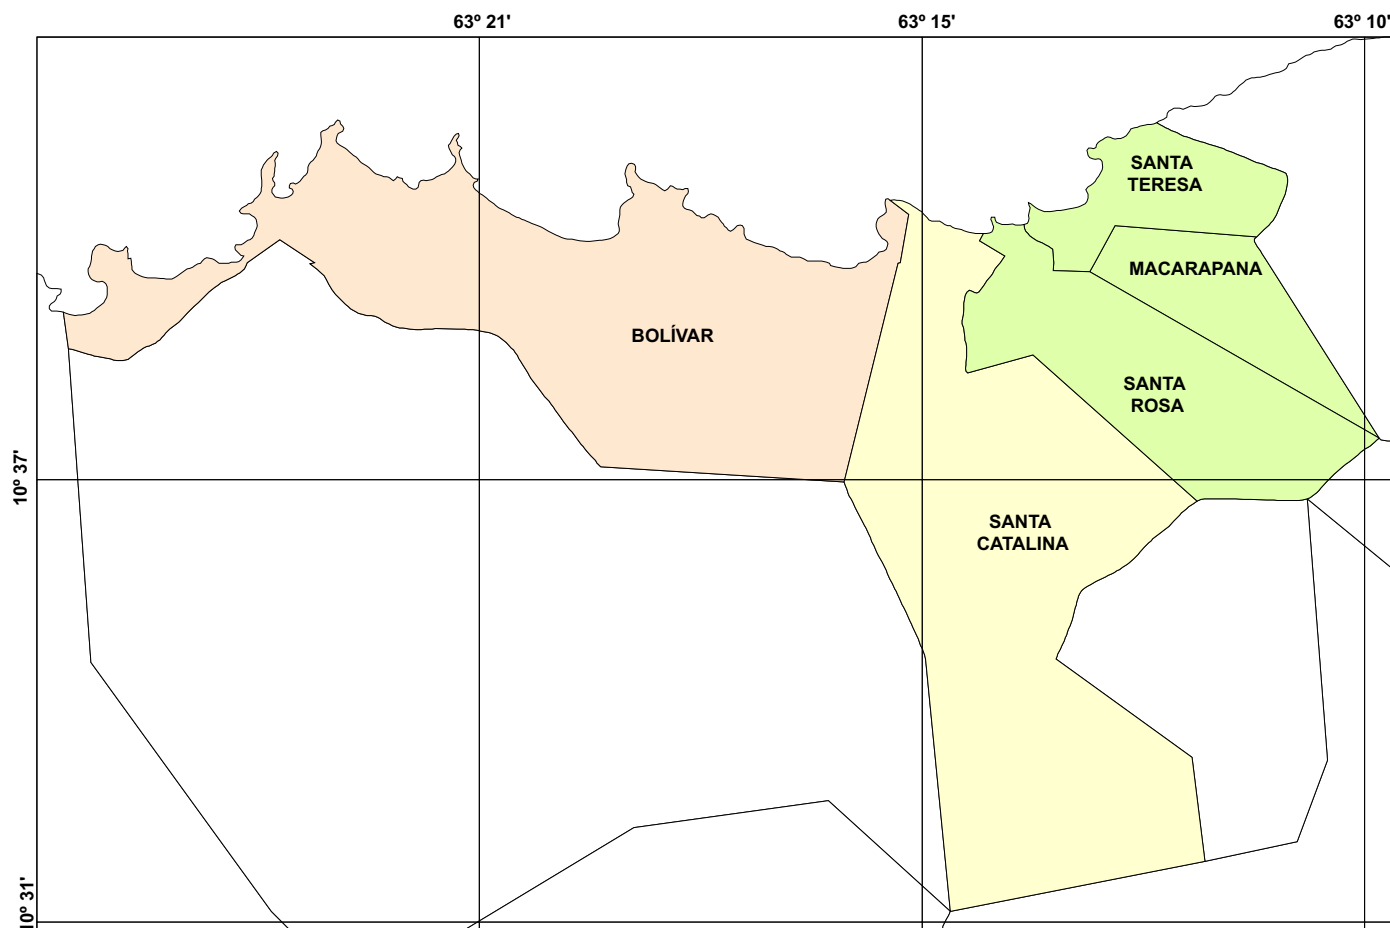 63º 21'
63º 15'
63º 10'
SANTA
TERESA
MACARAPANA
BOLÍVAR
SANTA
ROSA
10º 37'
SANTA
CATALINA
10º 31'